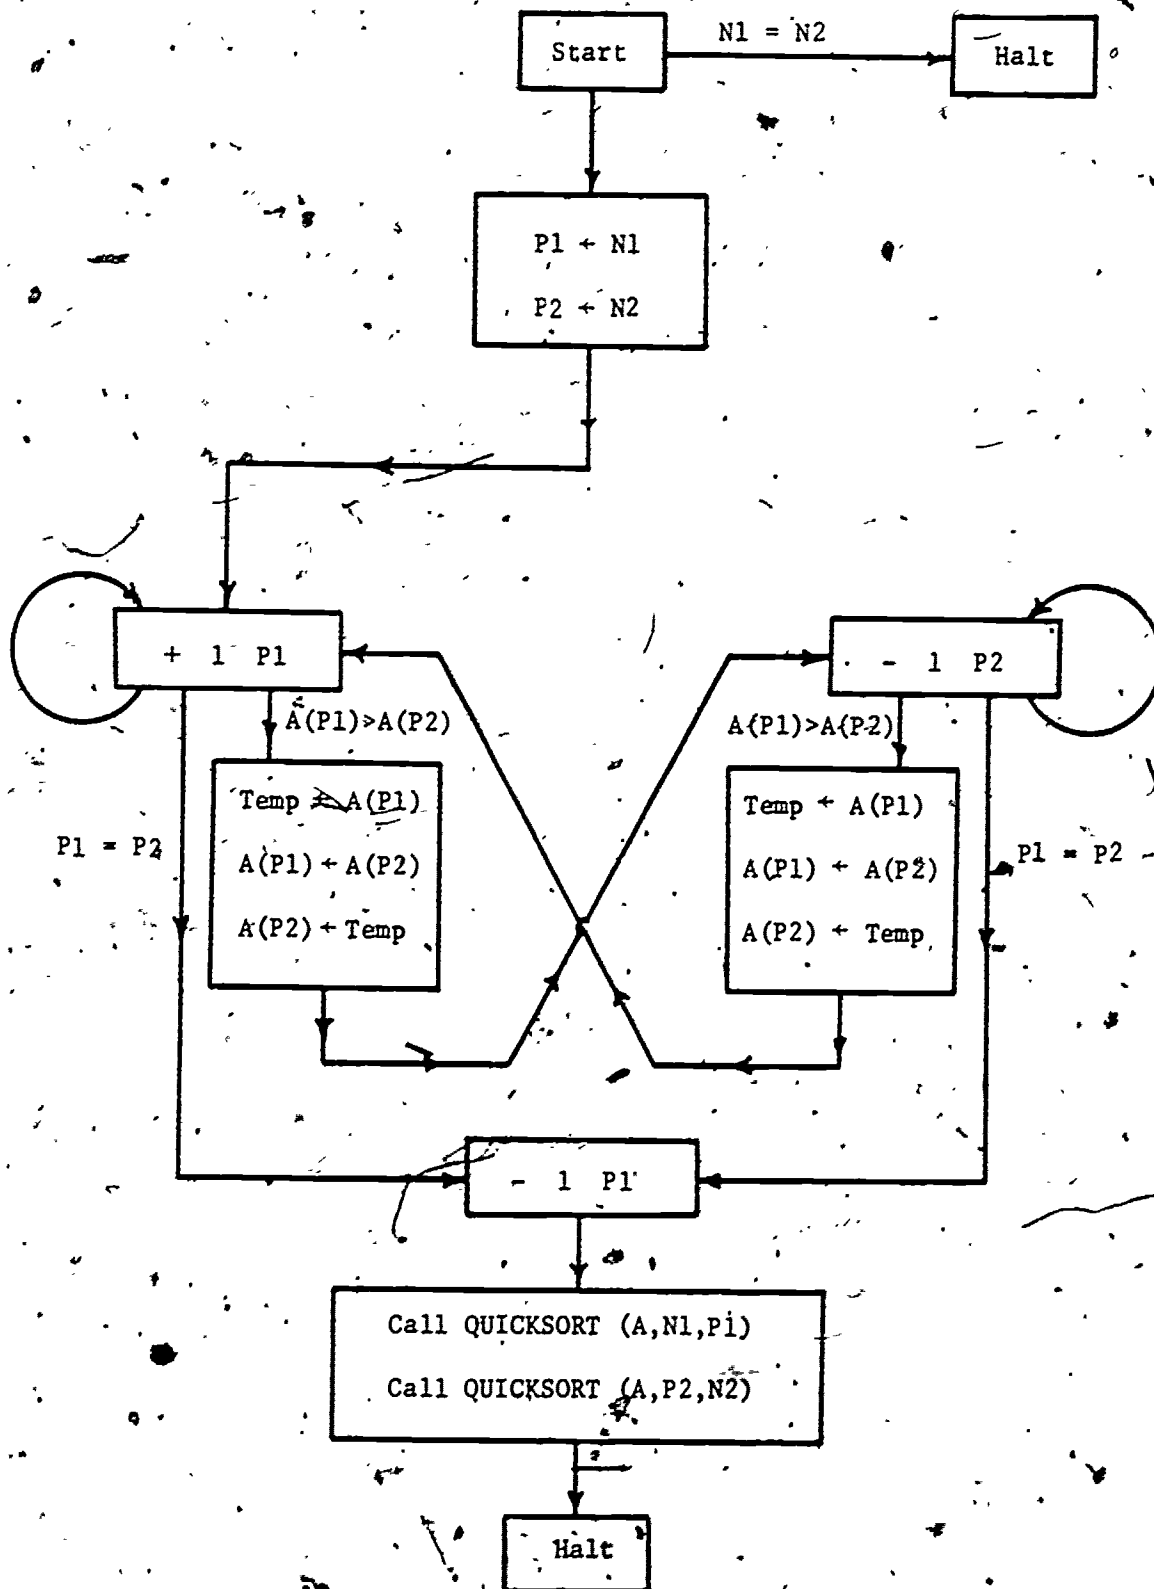 N1 = N2
Start
Halt
P1 ← N1
P2 ← N2
+ 1 P1
- 1 P2
A(P1)>A(P2)
A(P1)>A(P2)
Temp ← A(P1)
A(P1) ← A(P2)
A(P2) ← Temp
Temp ← A(P1)
A(P1) ← A(P2)
A(P2) ← Temp
P1 = P2
P1 = P2
- 1 P1
Call QUICKSORT (A,N1,P1)
Call QUICKSORT (A,P2,N2)
Halt